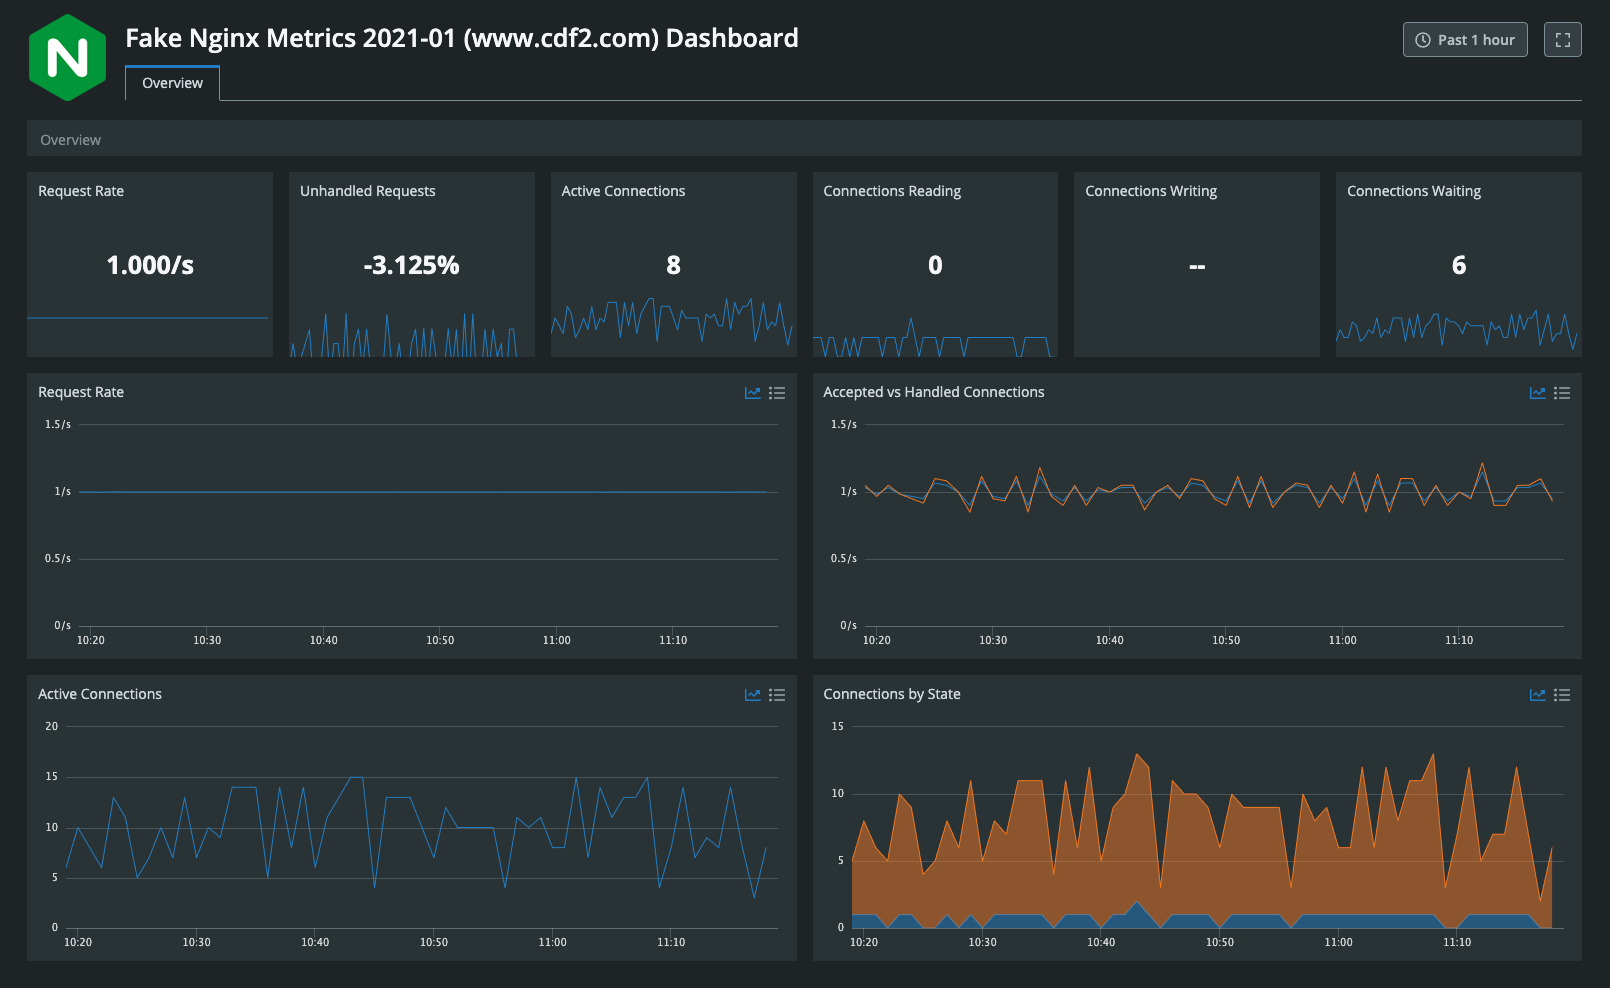 N
Fake Nginx Metrics 2021-01 (www.cdf2.com) Dashboard
Past 1 hour
Overview
Overview
Request Rate
Unhandled Requests
Active Connections
Connections Reading
Connections Writing
Connections Waiting
1.000/s
-3.125%
8
0
--
6
Request Rate
1.5/s
1/s
0.5/s
0/s
10:20 10:30 10:40 10:50 11:00 11:10
Accepted vs Handled Connections
1.5/s
1/s
0.5/s
0/s
10:20 10:30 10:40 10:50 11:00 11:10
Active Connections
20
15
10
5
0
10:20 10:30 10:40 10:50 11:00 11:10
Connections by State
15
10
5
0
10:20 10:30 10:40 10:50 11:00 11:10